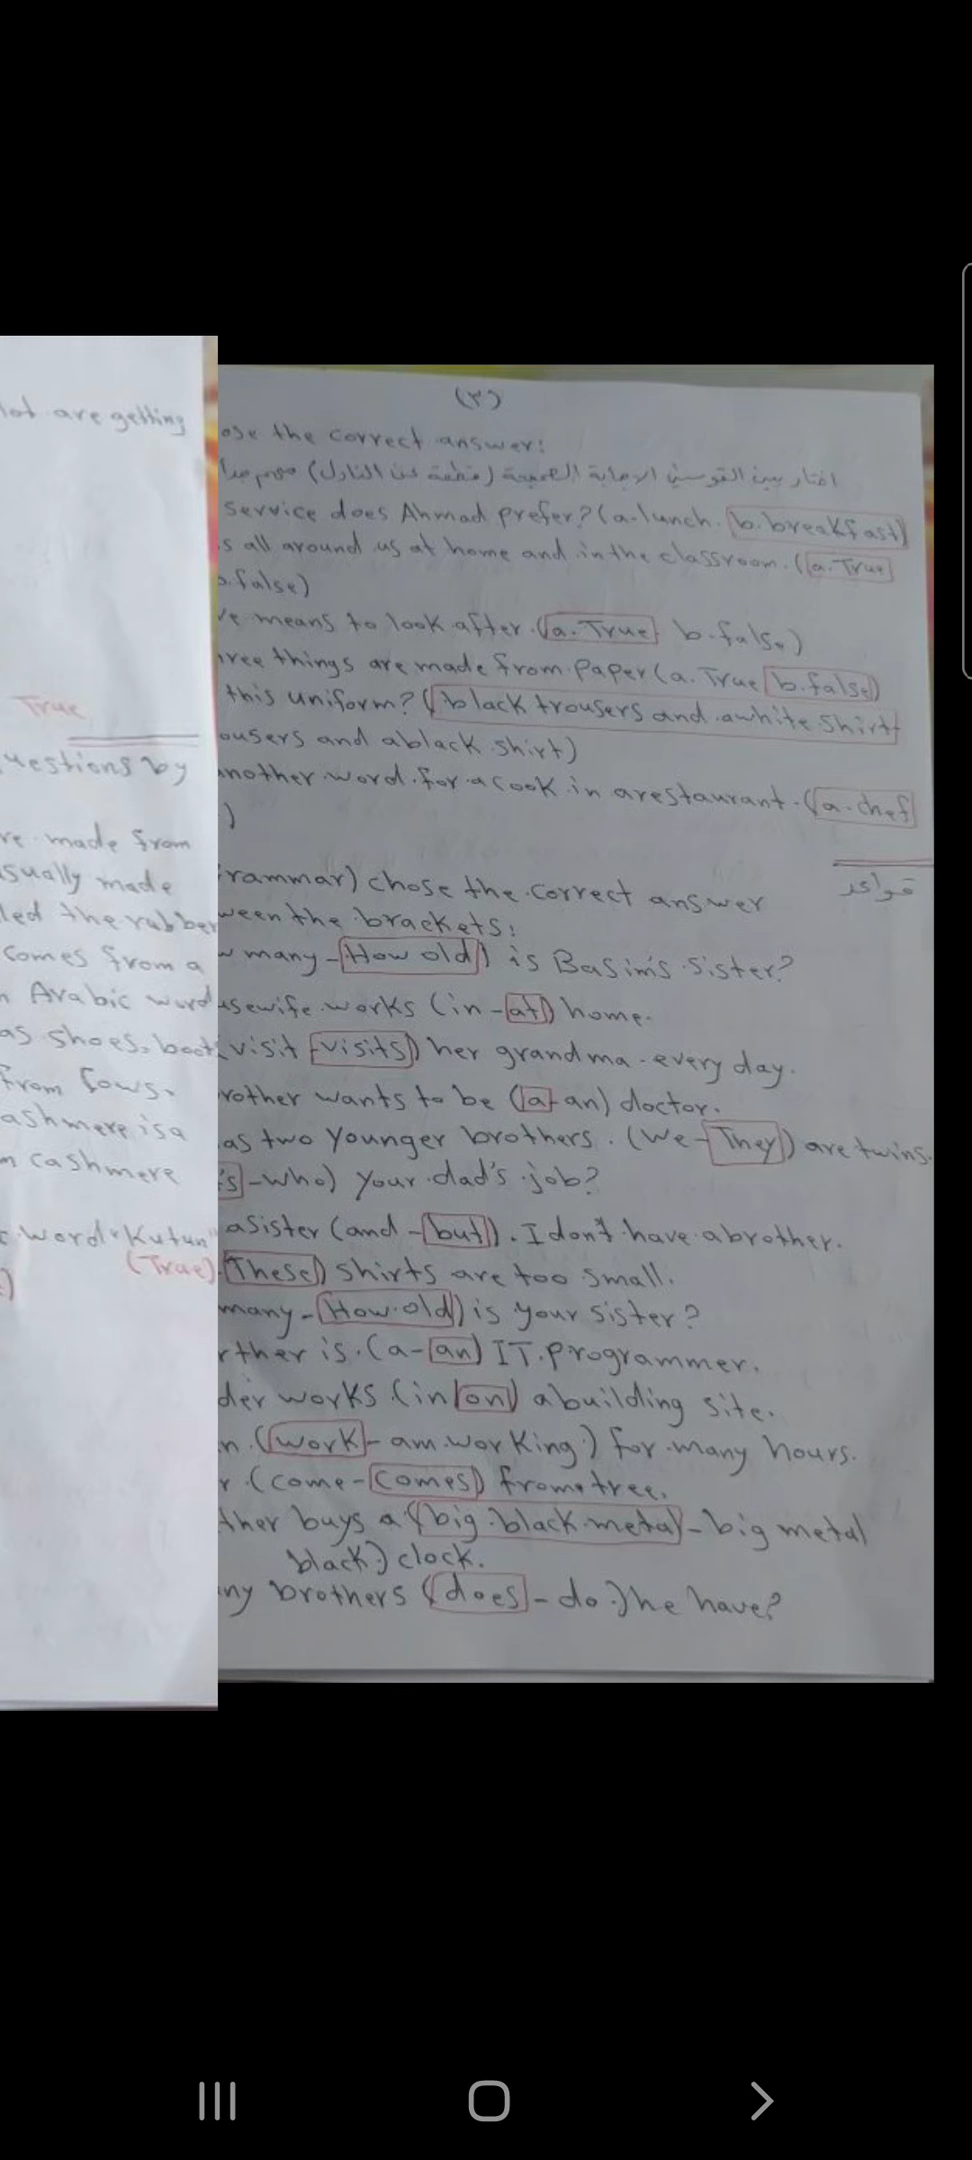 lot are getting
True
uestions by
re made from
sually made
led the rubber
comes from a
n Arabic word
as shoes, boot
from Cows,
ashmere is a
n cashmere
c word "Kutun"
(True)
(٣)
ose the correct answer:
اختار بين القوسين الاجابة الصحيحة (قطعة عن النادل)
service does Ahmad prefer? (a. lunch. b. breakfast)
s all around us at home and in the classroom. (a. True
b. false)
ve means to look after. (a. True b. false)
hree things are made from paper (a. True b. false)
this uniform? (black trousers and a white shirt
ousers and a black shirt)
nother word for a cook in a restaurant. (a. chef
)
قواعد
rammar) chose the correct answer
ween the brackets:
w many - How old) is Basim's sister?
usewife works (in - at) home.
visit - visits) her grandma every day.
rother wants to be (a - an) doctor.
as two younger brothers. (We - They) are twins.
's - who) your dad's job?
a sister (and - but). I don't have a brother.
These) shirts are too small.
many - How old) is your sister?
rther is (a - an) IT programmer.
der works (in / on) a building site.
n (work - am working) for many hours.
r (come - comes) from e tree.
ther buys a (big black metal - big metal
black) clock.
ny brothers (does - do) he have?